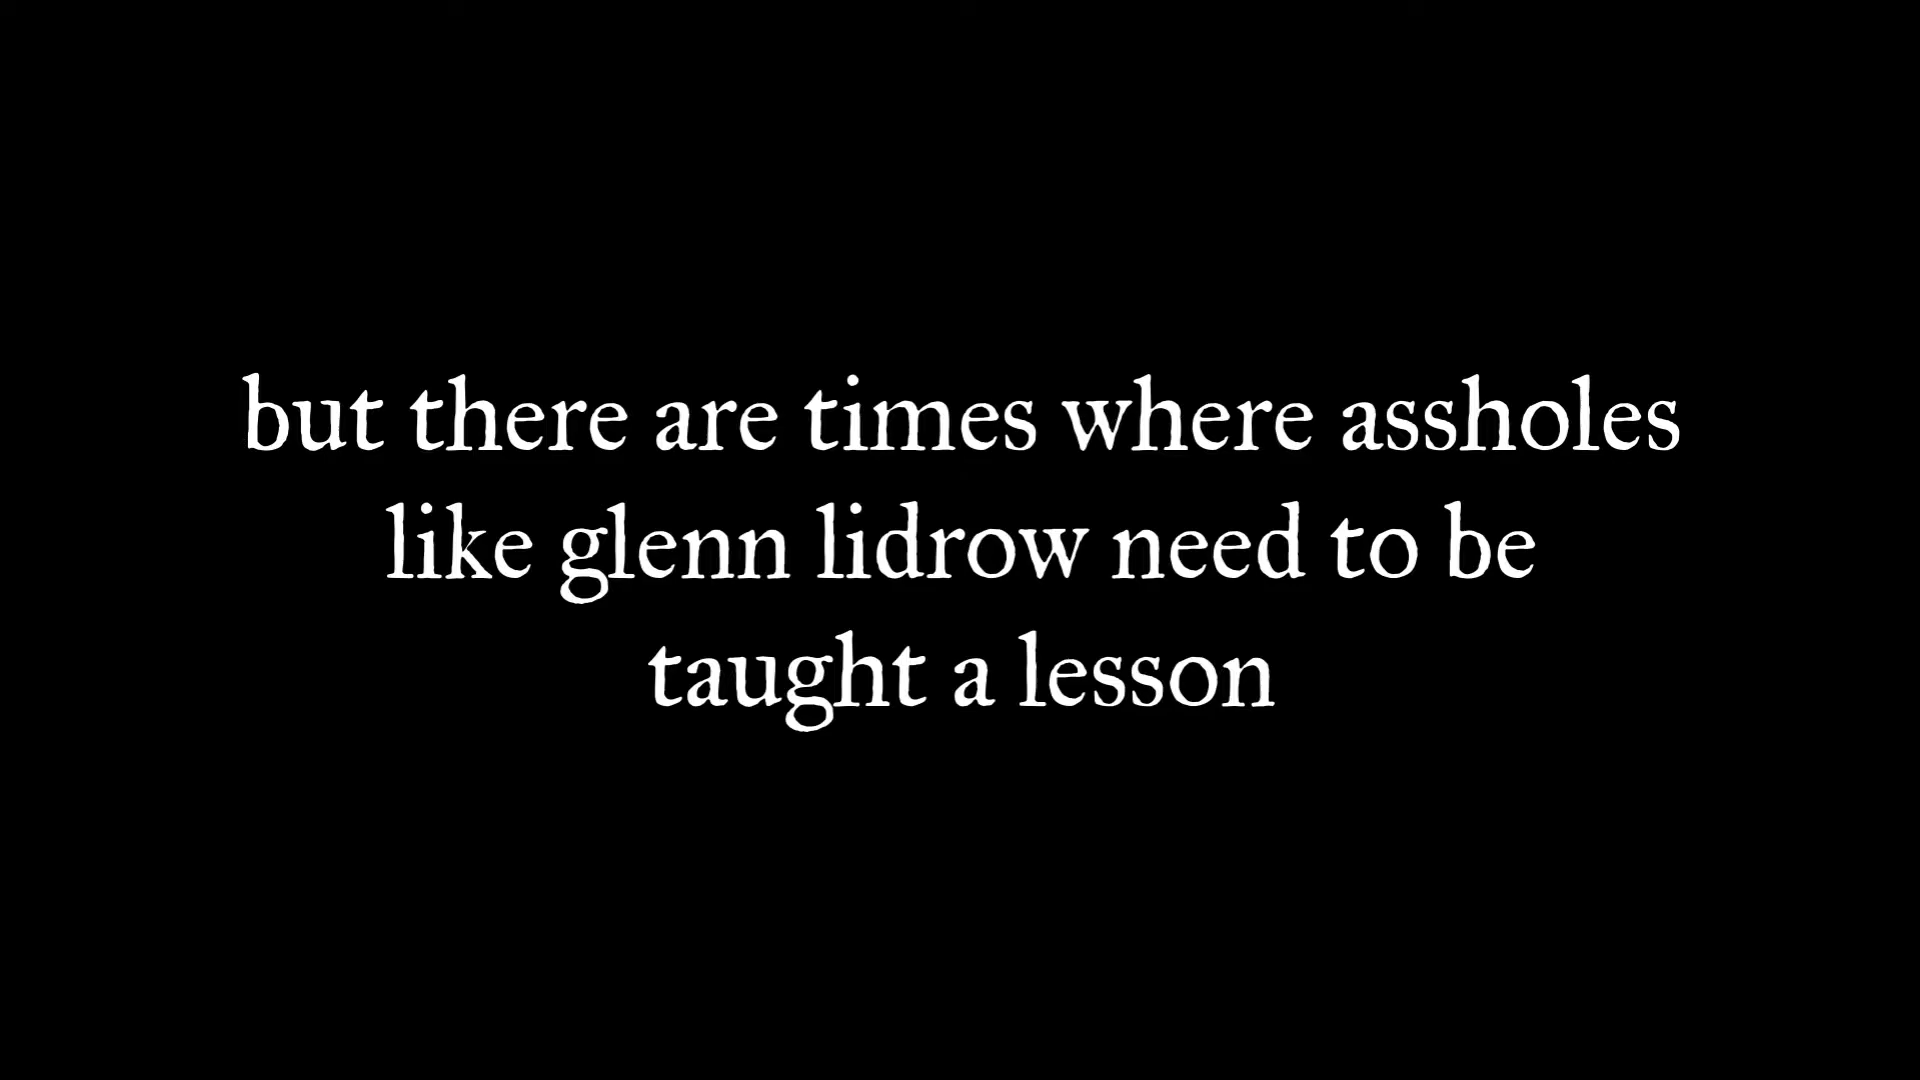 but there are times where assholes
like glenn lidrow need to be
taught a lesson